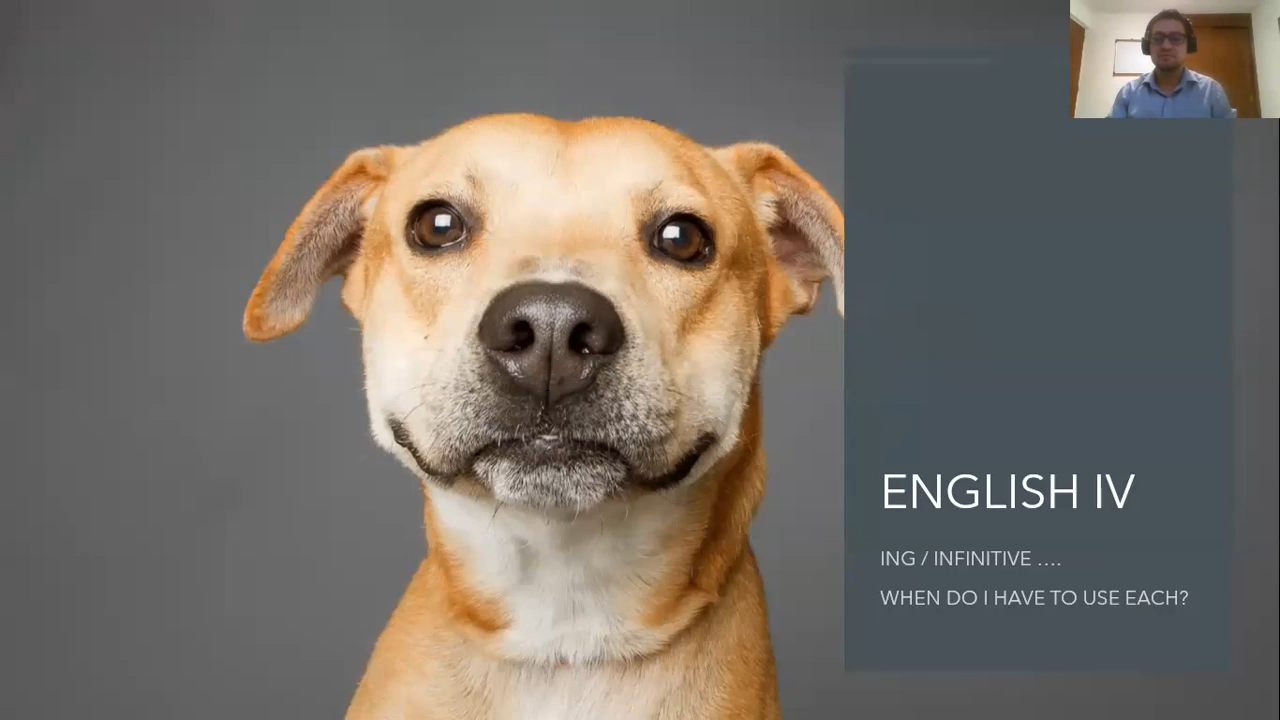 ENGLISH IV
ING / INFINITIVE ....
WHEN DO I HAVE TO USE EACH?